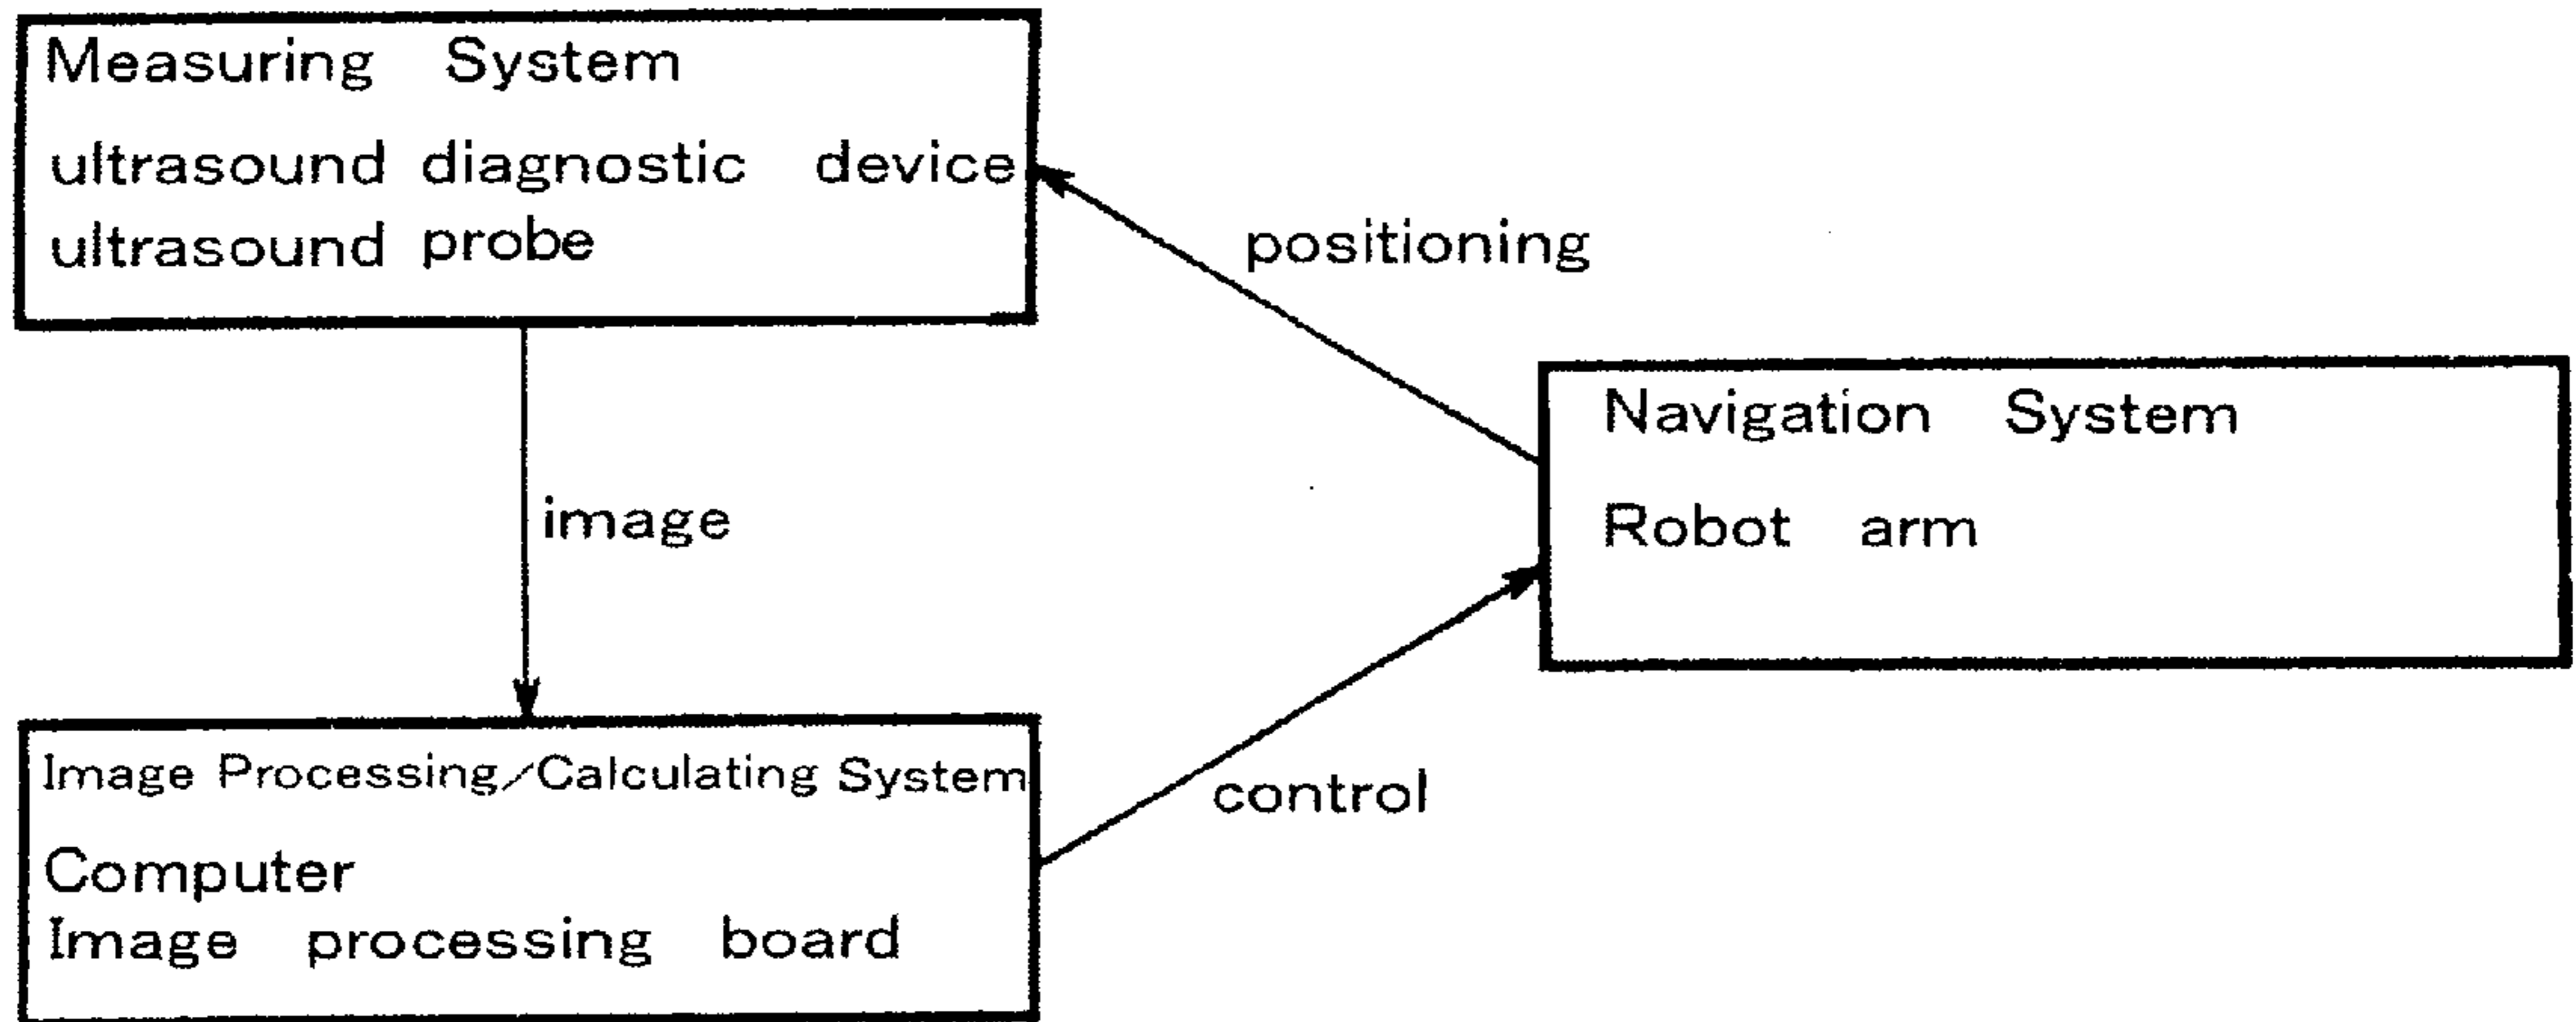 Measuring System
ultrasound diagnostic device
ultrasound probe
positioning
Navigation System
Robot arm
image
Image Processing/Calculating System
Computer
Image processing board
control